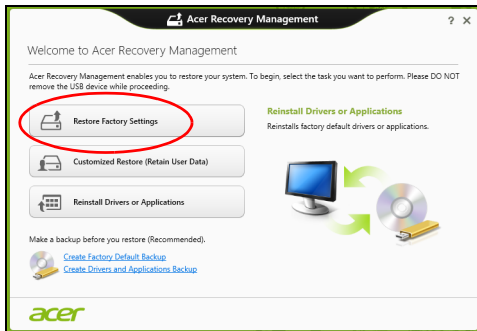 Acer Recovery Management
? ×
Welcome to Acer Recovery Management
Acer Recovery Management enables you to restore your system. To begin, select the task you want to perform. Please DO NOT
remove the USB device while proceeding.
Restore Factory Settings
Customized Restore (Retain User Data)
Reinstall Drivers or Applications
Reinstall Drivers or Applications
Reinstalls factory default drivers or applications.
Make a backup before you restore (Recommended).
Create Factory Default Backup
Create Drivers and Applications Backup
acer